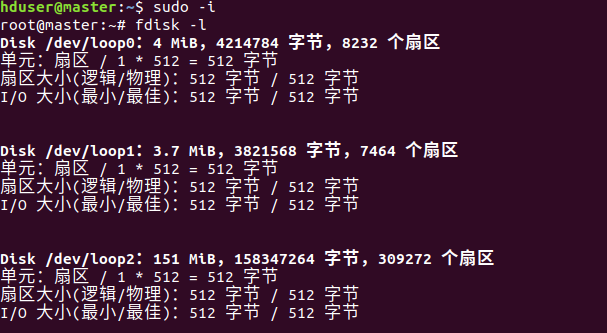 hduser@master:~$ sudo -i
root@master:~# fdisk -l
Disk /dev/loop0：4 MiB，4214784 字节，8232 个扇区
单元：扇区 / 1 * 512 = 512 字节
扇区大小(逻辑/物理)：512 字节 / 512 字节
I/O 大小(最小/最佳)：512 字节 / 512 字节
Disk /dev/loop1：3.7 MiB，3821568 字节，7464 个扇区
单元：扇区 / 1 * 512 = 512 字节
扇区大小(逻辑/物理)：512 字节 / 512 字节
I/O 大小(最小/最佳)：512 字节 / 512 字节
Disk /dev/loop2：151 MiB，158347264 字节，309272 个扇区
单元：扇区 / 1 * 512 = 512 字节
扇区大小(逻辑/物理)：512 字节 / 512 字节
I/O 大小(最小/最佳)：512 字节 / 512 字节